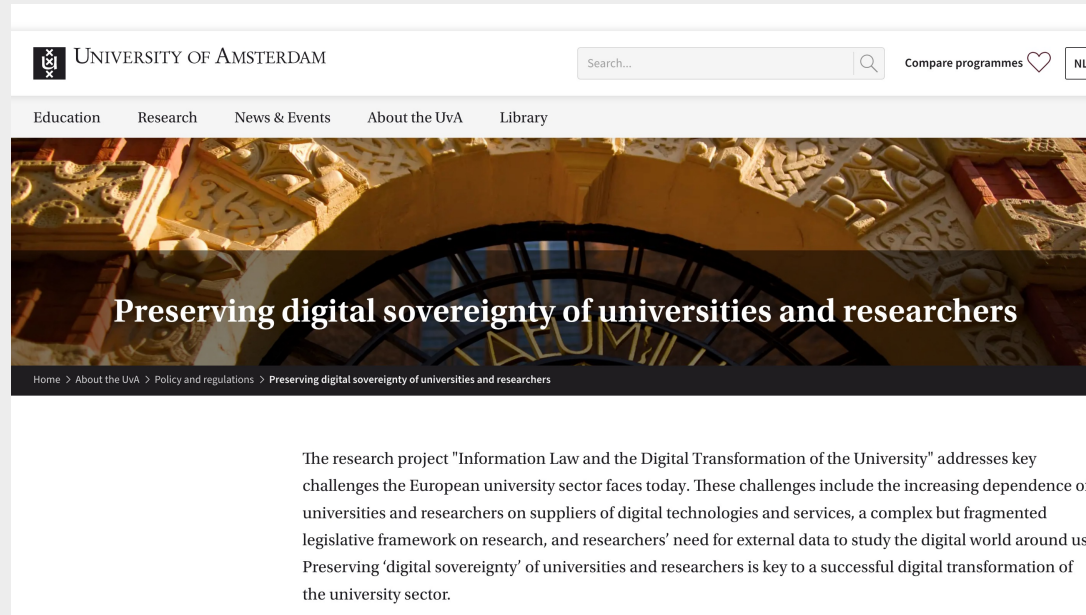 UNIVERSITY OF AMSTERDAM
Search...
Compare programmes
NL
Education
Research
News & Events
About the UvA
Library
Preserving digital sovereignty of universities and researchers
Home > About the UvA > Policy and regulations > Preserving digital sovereignty of universities and researchers
The research project "Information Law and the Digital Transformation of the University" addresses key
challenges the European university sector faces today. These challenges include the increasing dependence of
universities and researchers on suppliers of digital technologies and services, a complex but fragmented
legislative framework on research, and researchers’ need for external data to study the digital world around us
Preserving ‘digital sovereignty’ of universities and researchers is key to a successful digital transformation of
the university sector.